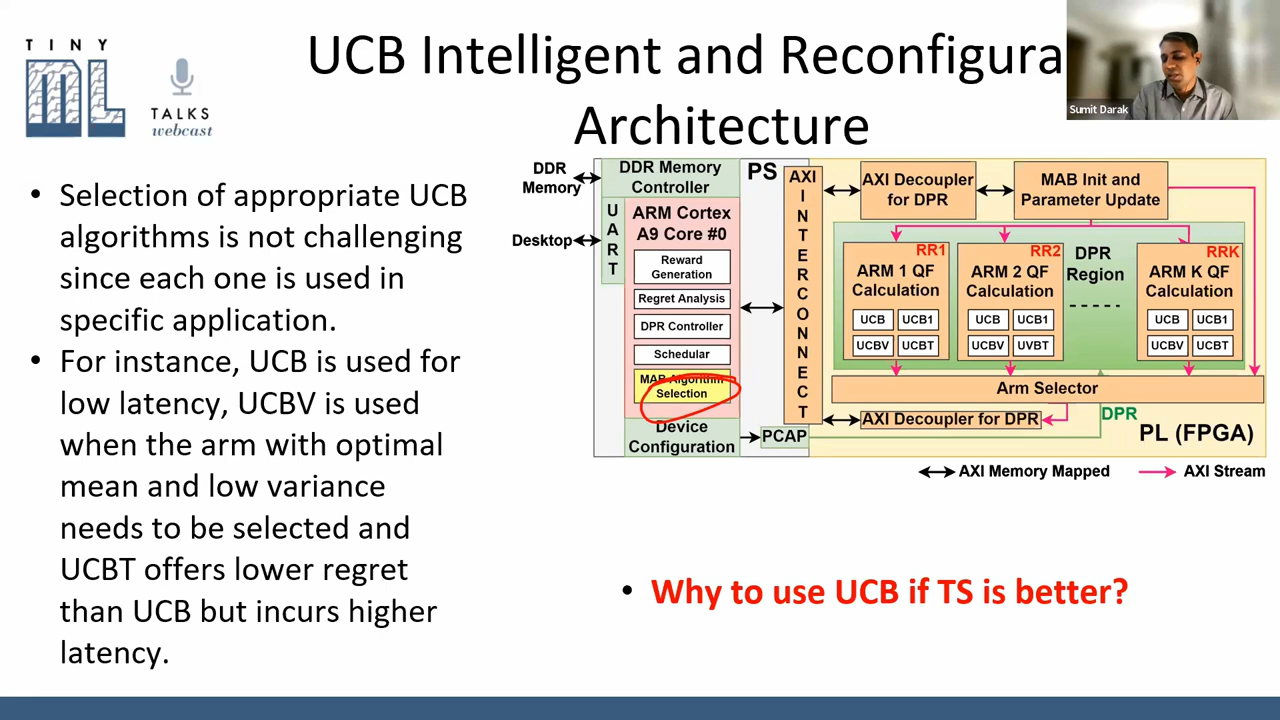 TINY
ML
TALKS
webcast
UCB Intelligent and Reconfigura
Architecture
Sumit Darak
• Selection of appropriate UCB
algorithms is not challenging
since each one is used in
specific application.
• For instance, UCB is used for
low latency, UCBV is used
when the arm with optimal
mean and low variance
needs to be selected and
UCBT offers lower regret
than UCB but incurs higher
latency.
DDR
Memory
Desktop
DDR Memory
Controller
PS
UART
ARM Cortex
A9 Core #0
Reward
Generation
Regret Analysis
DPR Controller
Schedular
MAB Algorithm
Selection
Device
Configuration
PCAP
AXI
INTERCONNECT
AXI Decoupler
for DPR
MAB Init and
Parameter Update
RR1
ARM 1 QF
Calculation
UCB UCB1
UCBV UCBT
RR2
ARM 2 QF
Calculation
UCB UCB1
UCBV UVBT
DPR
Region
RRK
ARM K QF
Calculation
UCB UCB1
UCBV UCBT
Arm Selector
AXI Decoupler for DPR
DPR
PL (FPGA)
AXI Memory Mapped
AXI Stream
• Why to use UCB if TS is better?